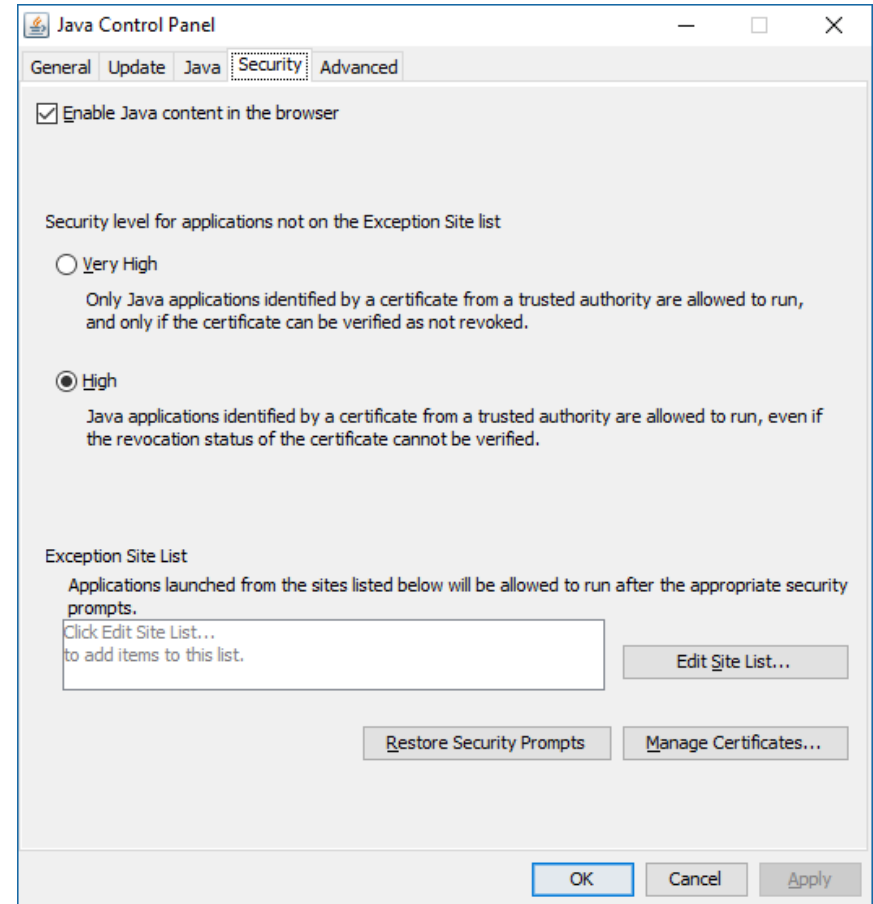 Java Control Panel
General Update Java Security Advanced
Enable Java content in the browser
Security level for applications not on the Exception Site list
Very High
Only Java applications identified by a certificate from a trusted authority are allowed to run,
and only if the certificate can be verified as not revoked.
High
Java applications identified by a certificate from a trusted authority are allowed to run, even if
the revocation status of the certificate cannot be verified.
Exception Site List
Applications launched from the sites listed below will be allowed to run after the appropriate security
prompts.
Click Edit Site List...
to add items to this list.
Edit Site List...
Restore Security Prompts Manage Certificates...
OK Cancel Apply